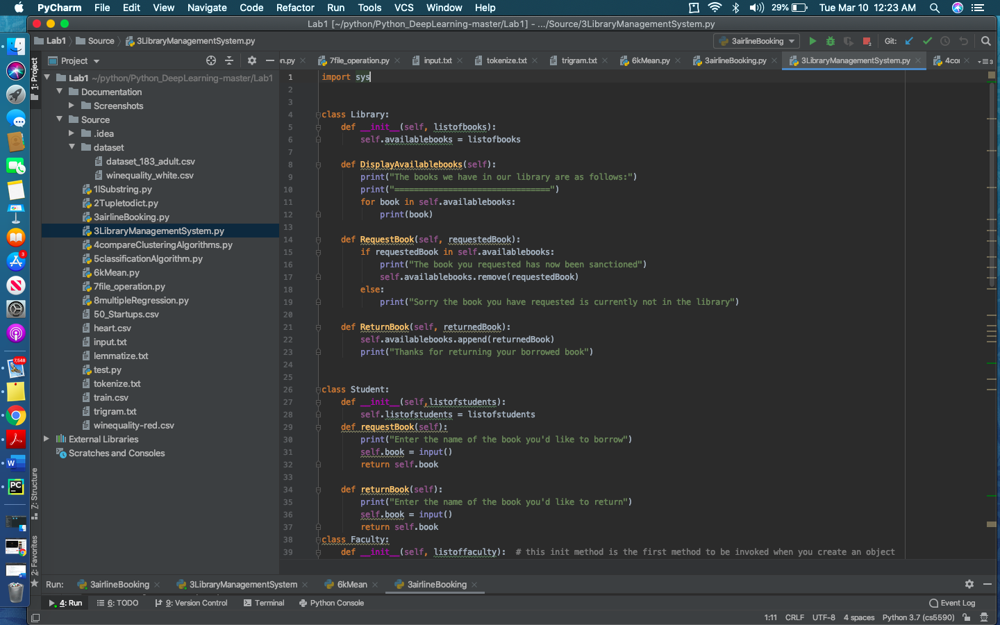 PyCharm File Edit View Navigate Code Refactor Run Tools VCS Window Help 29% Tue Mar 10 12:23 AM
Lab1 [~/python/Python_DeepLearning-master/Lab1] - .../Source/3LibraryManagementSystem.py
Lab1 Source 3LibraryManagementSystem.py 3airlineBooking Git:
Project n.py 7file_operation.py input.txt tokenize.txt trigram.txt 6kMean.py 3airlineBooking.py 3LibraryManagementSystem.py 4co 3
1: Project
Lab1 ~/python/Python_DeepLearning-master/Lab1
Documentation
Screenshots
Source
.idea
dataset
dataset_183_adult.csv
winequality_white.csv
1lSubstring.py
2Tupletodict.py
3airlineBooking.py
3LibraryManagementSystem.py
4compareClusteringAlgorithms.py
5classificationAlgorithm.py
6kMean.py
7file_operation.py
8multipleRegression.py
50_Startups.csv
heart.csv
input.txt
lemmatize.txt
test.py
tokenize.txt
train.csv
trigram.txt
winequality-red.csv
External Libraries
Scratches and Consoles
3
7,548
W
PC
Z: Structure
2: Favorites
1 import sys
2
3
4 class Library:
5 def __init__(self, listofbooks):
6 self.availablebooks = listofbooks
7
8 def DisplayAvailablebooks(self):
9 print("The books we have in our library are as follows:")
10 print("================================")
11 for book in self.availablebooks:
12 print(book)
13
14 def RequestBook(self, requestedBook):
15 if requestedBook in self.availablebooks:
16 print("The book you requested has now been sanctioned")
17 self.availablebooks.remove(requestedBook)
18 else:
19 print("Sorry the book you have requested is currently not in the library")
20
21 def ReturnBook(self, returnedBook):
22 self.availablebooks.append(returnedBook)
23 print("Thanks for returning your borrowed book")
24
25
26 class Student:
27 def __init__(self,listofstudents):
28 self.listofstudents = listofstudents
29 def requestBook(self):
30 print("Enter the name of the book you'd like to borrow")
31 self.book = input()
32 return self.book
33
34 def returnBook(self):
35 print("Enter the name of the book you'd like to return")
36 self.book = input()
37 return self.book
38 class Faculty:
39 def __init__(self, listoffaculty): # this init method is the first method to be invoked when you create an object
Run: 3airlineBooking 3LibraryManagementSystem 6kMean 3airlineBooking
4: Run 6: TODO 9: Version Control Terminal Python Console Event Log
1:11 CRLF UTF-8 4 spaces Python 3.7 (cs5590)